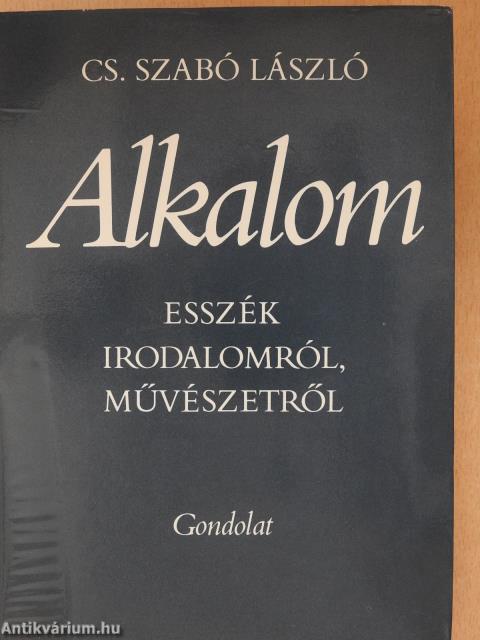 CS. SZABÓ LÁSZLÓ
Alkalom
ESSZÉK
IRODALOMRÓL,
MŰVÉSZETRŐL
Gondolat
Antikvárium.hu